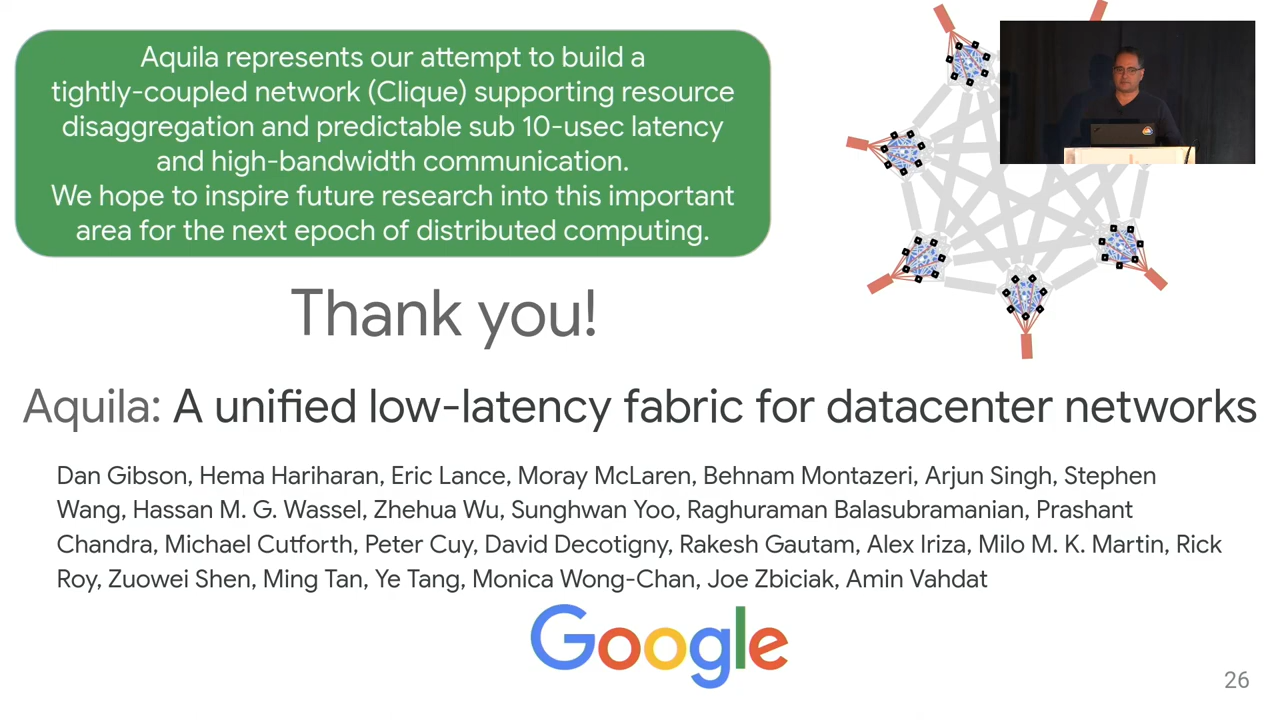 Aquila represents our attempt to build a
tightly-coupled network (Clique) supporting resource
disaggregation and predictable sub 10-usec latency
and high-bandwidth communication.
We hope to inspire future research into this important
area for the next epoch of distributed computing.
Thank you!
Aquila: A unified low-latency fabric for datacenter networks
Dan Gibson, Hema Hariharan, Eric Lance, Moray McLaren, Behnam Montazeri, Arjun Singh, Stephen
Wang, Hassan M. G. Wassel, Zhehua Wu, Sunghwan Yoo, Raghuraman Balasubramanian, Prashant
Chandra, Michael Cutforth, Peter Cuy, David Decotigny, Rakesh Gautam, Alex Iriza, Milo M. K. Martin, Rick
Roy, Zuowei Shen, Ming Tan, Ye Tang, Monica Wong-Chan, Joe Zbiciak, Amin Vahdat
Google
26